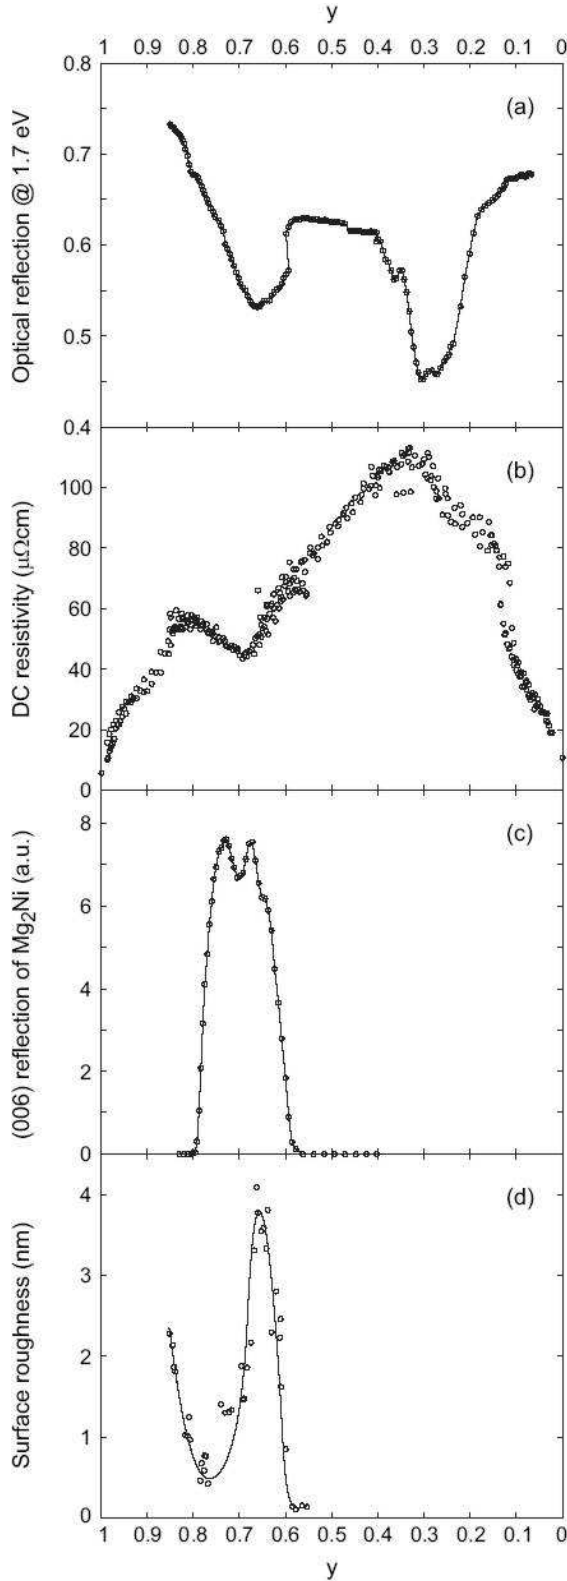 y
1 0.9 0.8 0.7 0.6 0.5 0.4 0.3 0.2 0.1 0
0.8
(a)
0.7
0.6
0.5
0.4
Optical reflection @ 1.7 eV
(b)
100
80
60
40
20
0
DC resistivity (μΩcm)
(c)
8
6
4
2
0
(006) reflection of Mg2Ni (a.u.)
(d)
4
3
2
1
0
Surface roughness (nm)
1 0.9 0.8 0.7 0.6 0.5 0.4 0.3 0.2 0.1 0
y